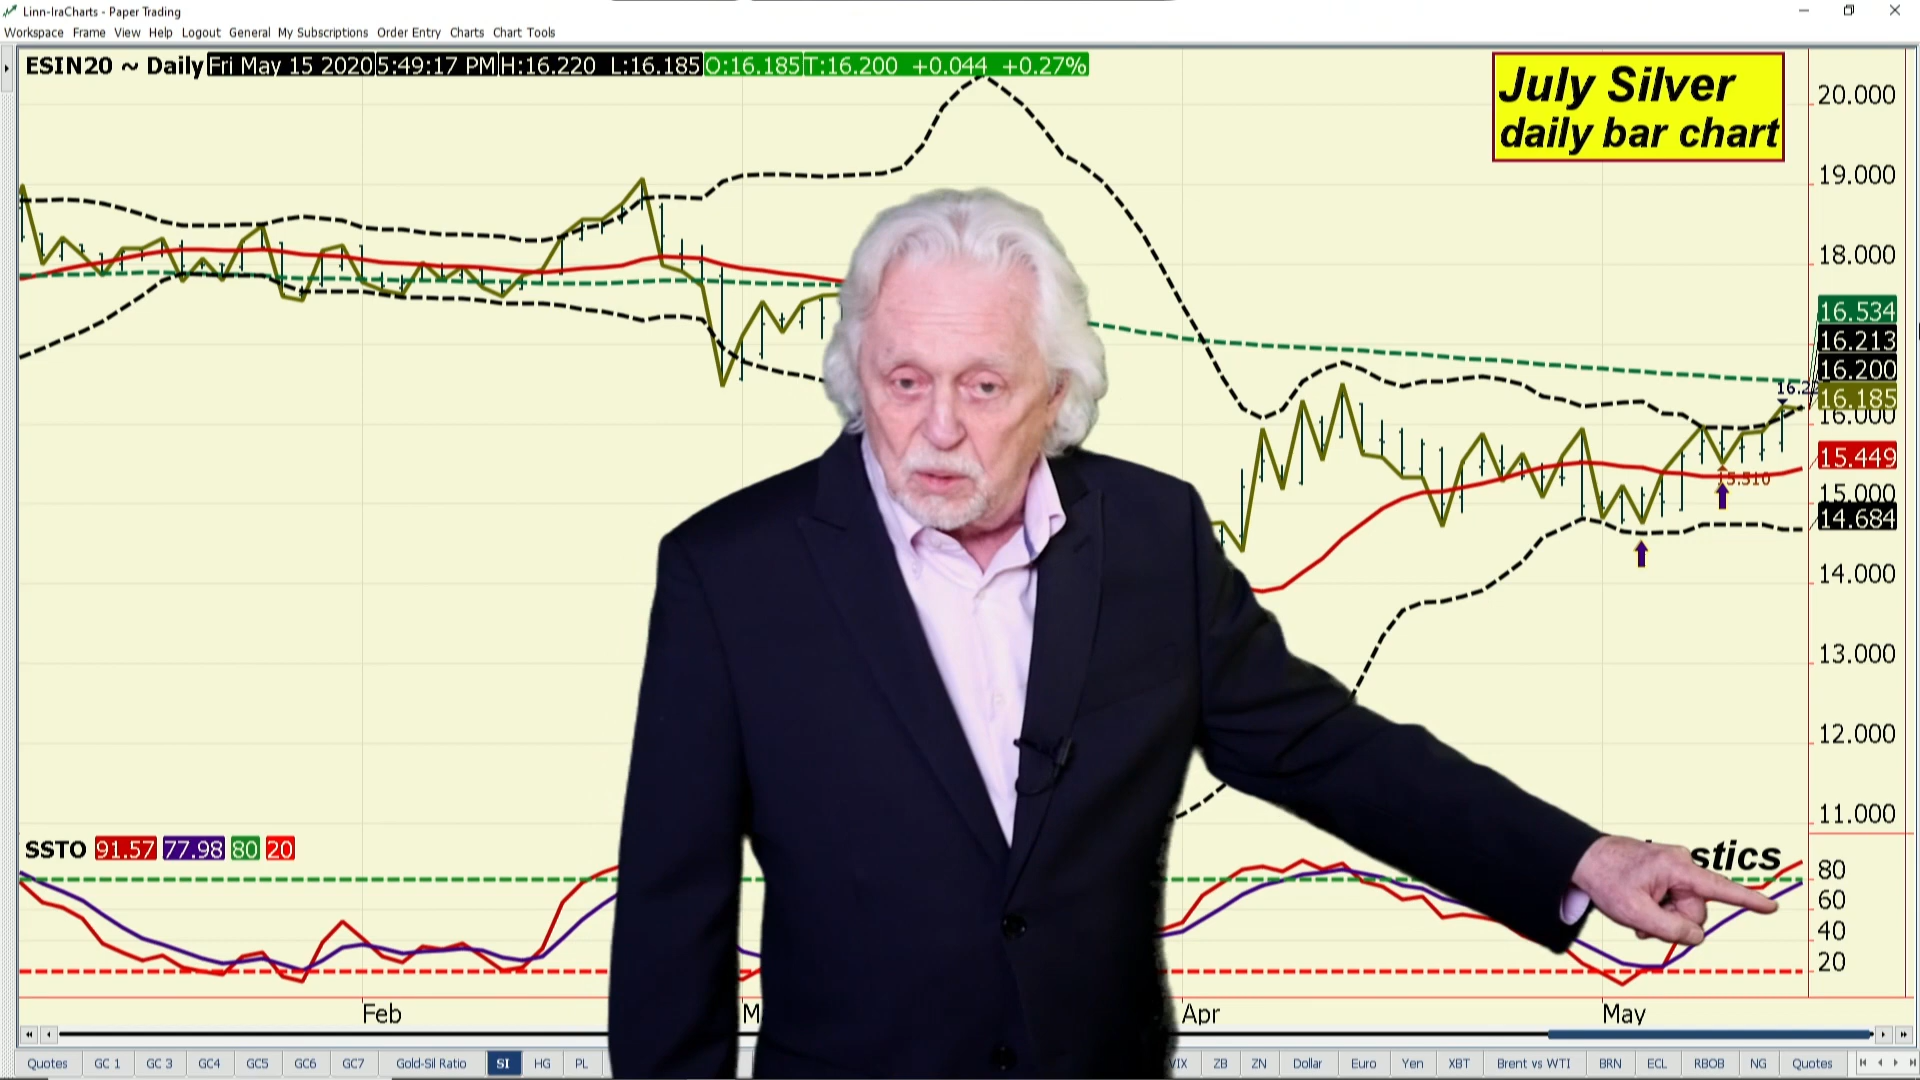 Linn-IraCharts - Paper Trading
Workspace Frame View Help Logout General My Subscriptions Order Entry Charts Chart Tools
ESIN20 ~ Daily Fri May 15 2020 5:49:17 PM H:16.220 L:16.185 O:16.185 T:16.200 +0.044 +0.27%
July Silver
daily bar chart
20.000
19.000
18.000
16.534
16.213
16.200
16.185
16.000
15.449
15.510
15.000
14.684
14.000
13.000
12.000
11.000
SSTO 91.57 77.98 80 20
stics
80
60
40
20
Feb M Apr May
Quotes GC 1 GC 3 GC4 GC5 GC6 GC7 Gold-Sil Ratio SI HG PL VIX ZB ZN Dollar Euro Yen XBT Brent vs WTI BRN ECL RBOB NG Quotes